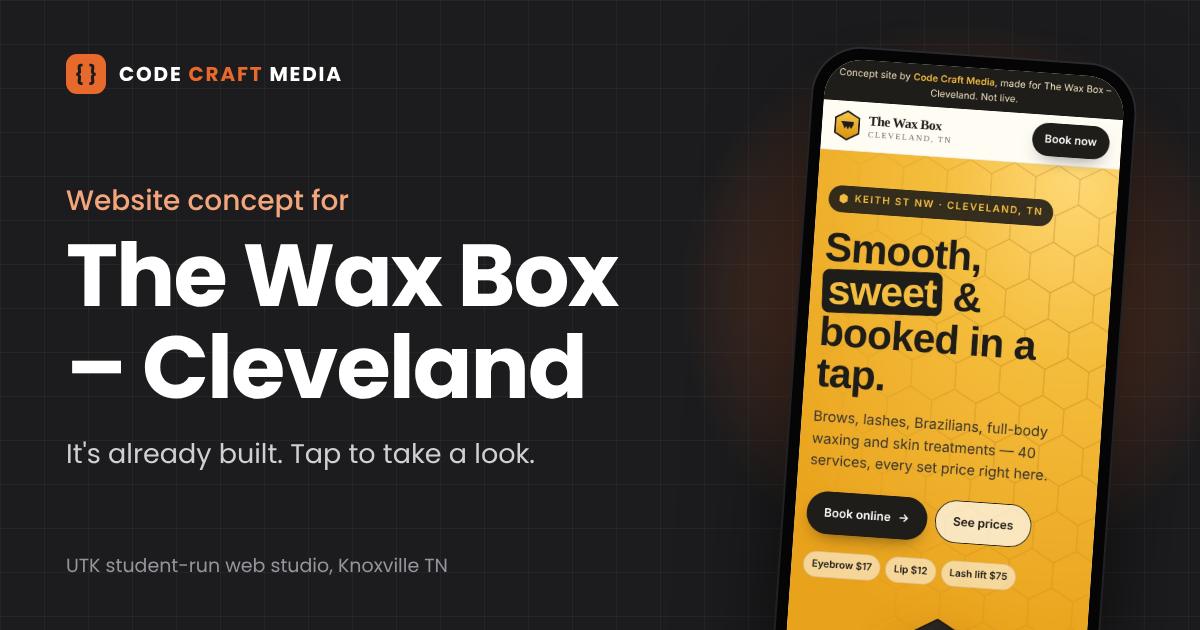 { } CODE CRAFT MEDIA
Website concept for
The Wax Box
– Cleveland
It's already built. Tap to take a look.
UTK student-run web studio, Knoxville TN
Concept site by Code Craft Media, made for The Wax Box –
Cleveland. Not live.
The Wax Box
CLEVELAND, TN
Book now
KEITH ST NW · CLEVELAND, TN
Smooth,
sweet &
booked in a
tap.
Brows, lashes, Brazilians, full-body
waxing and skin treatments — 40
services, every set price right here.
Book online →
See prices
Eyebrow $17
Lip $12
Lash lift $75